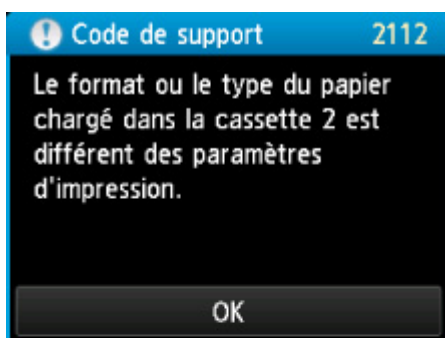 Code de support 2112
Le format ou le type du papier
chargé dans la cassette 2 est
différent des paramètres
d'impression.
OK